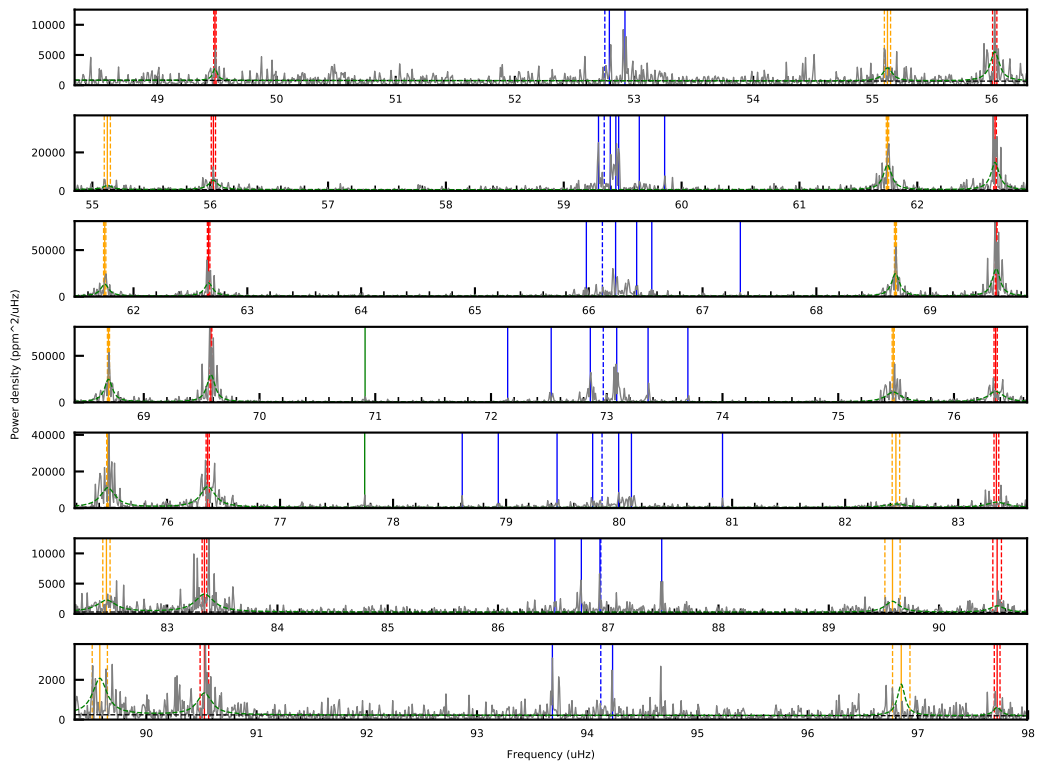 10000
5000
0
49 50 51 52 53 54 55 56
20000
0
55 56 57 58 59 60 61 62
50000
0
62 63 64 65 66 67 68 69
50000
0
69 70 71 72 73 74 75 76
40000
20000
0
76 77 78 79 80 81 82 83
10000
5000
0
83 84 85 86 87 88 89 90
2000
0
90 91 92 93 94 95 96 97 98
Power density (ppm^2/uHz)
Frequency (uHz)